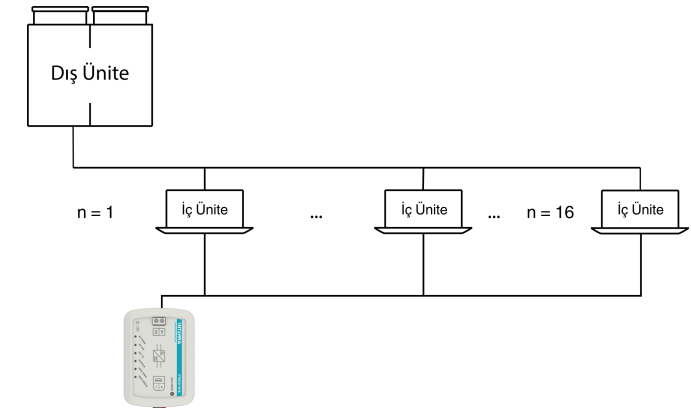 Dış Ünite
n = 1
İç Ünite
...
İç Ünite
...
n = 16
İç Ünite